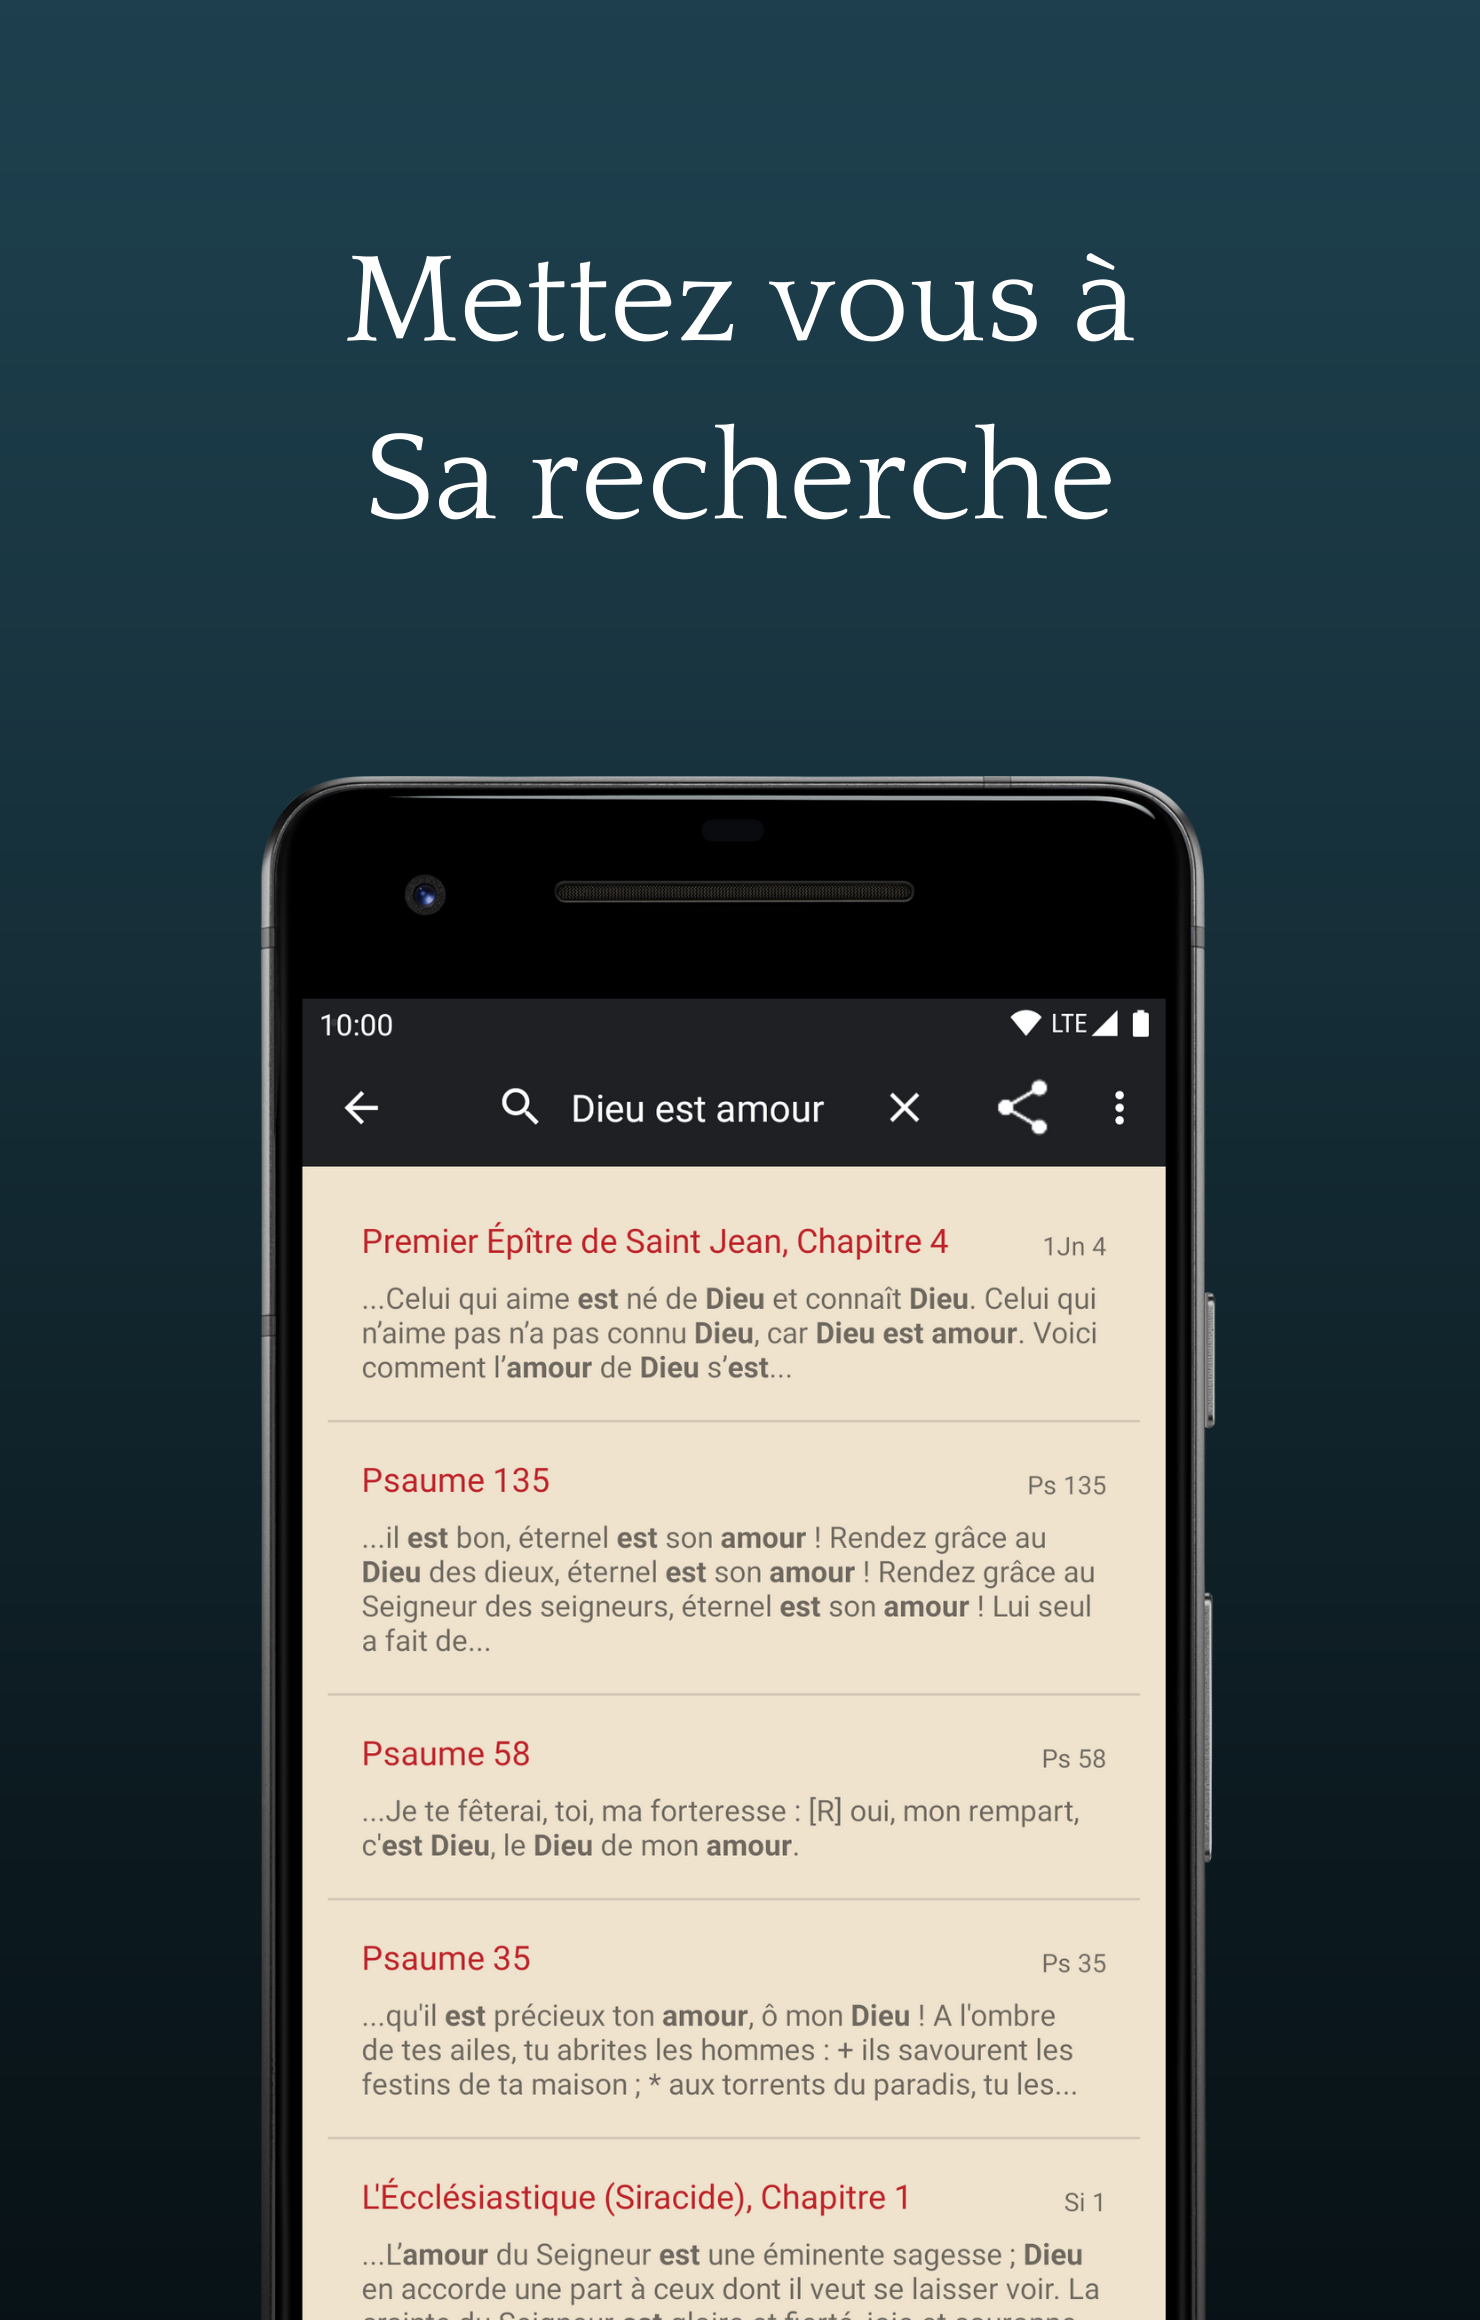 Mettez vous à
Sa recherche
10:00 LTE
Dieu est amour
Premier Épître de Saint Jean, Chapitre 4 1Jn 4
...Celui qui aime est né de Dieu et connaît Dieu. Celui qui
n’aime pas n’a pas connu Dieu, car Dieu est amour. Voici
comment l’amour de Dieu s’est...
Psaume 135 Ps 135
...il est bon, éternel est son amour ! Rendez grâce au
Dieu des dieux, éternel est son amour ! Rendez grâce au
Seigneur des seigneurs, éternel est son amour ! Lui seul
a fait de...
Psaume 58 Ps 58
...Je te fêterai, toi, ma forteresse : [R] oui, mon rempart,
c'est Dieu, le Dieu de mon amour.
Psaume 35 Ps 35
...qu'il est précieux ton amour, ô mon Dieu ! A l'ombre
de tes ailes, tu abrites les hommes : + ils savourent les
festins de ta maison ; * aux torrents du paradis, tu les...
L'Écclésiastique (Siracide), Chapitre 1 Si 1
...L’amour du Seigneur est une éminente sagesse ; Dieu
en accorde une part à ceux dont il veut se laisser voir. La